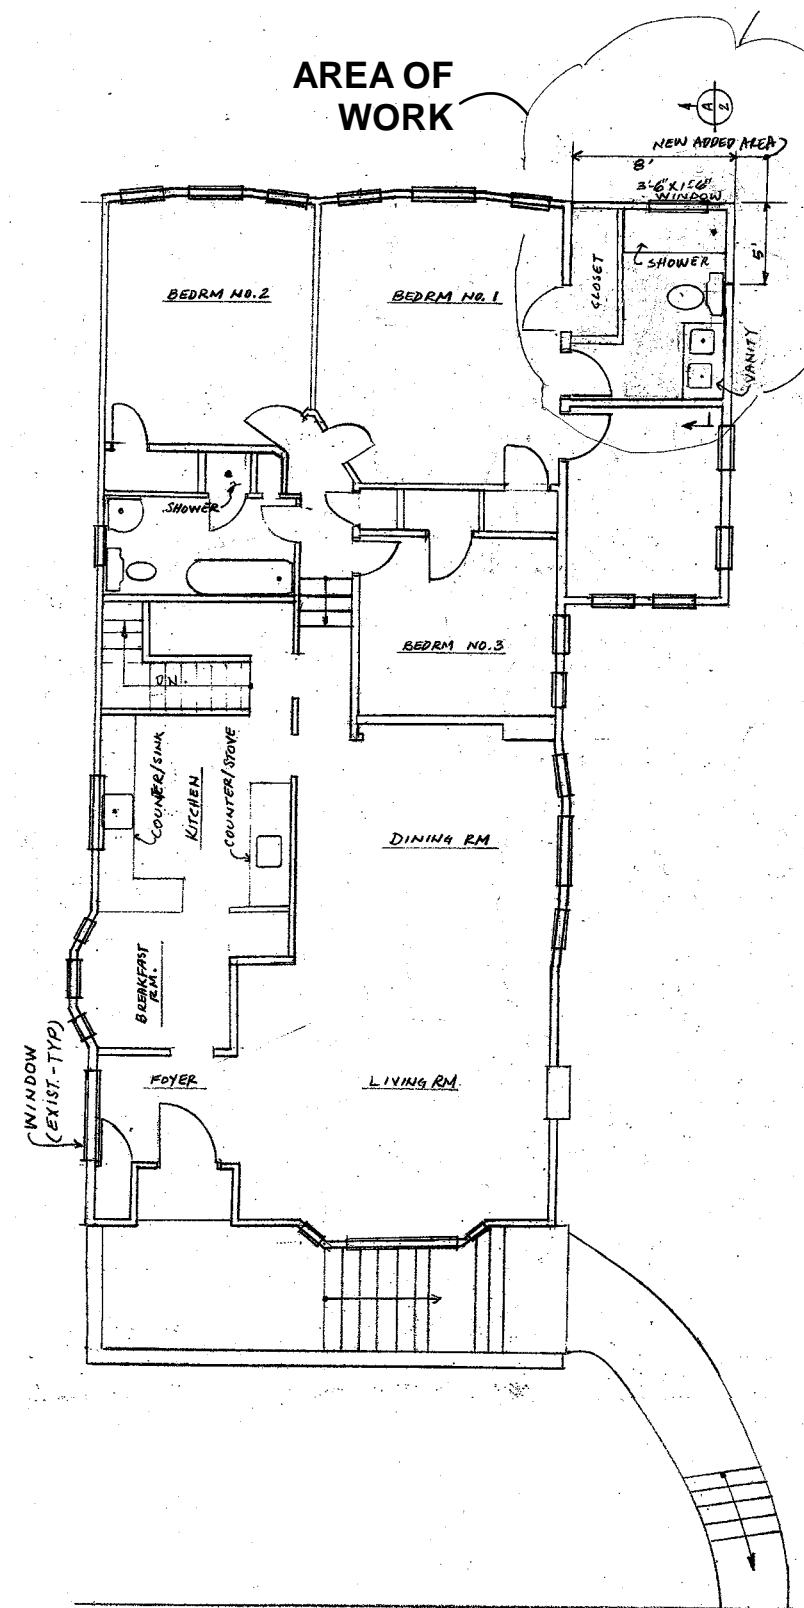 AREA OF
WORK
A
2
NEW ADDED AREA
8'
3'-6" X 1'-6"
WINDOW
5'
SHOWER
CLOSET
VANITY
BEDRM NO.2
BEDRM NO.1
SHOWER
BEDRM NO.3
DN.
COUNTER/SINK
KITCHEN
COUNTER/STOVE
DINING RM
BREAKFAST
RM.
WINDOW
(EXIST.-TYP)
FOYER
LIVING RM